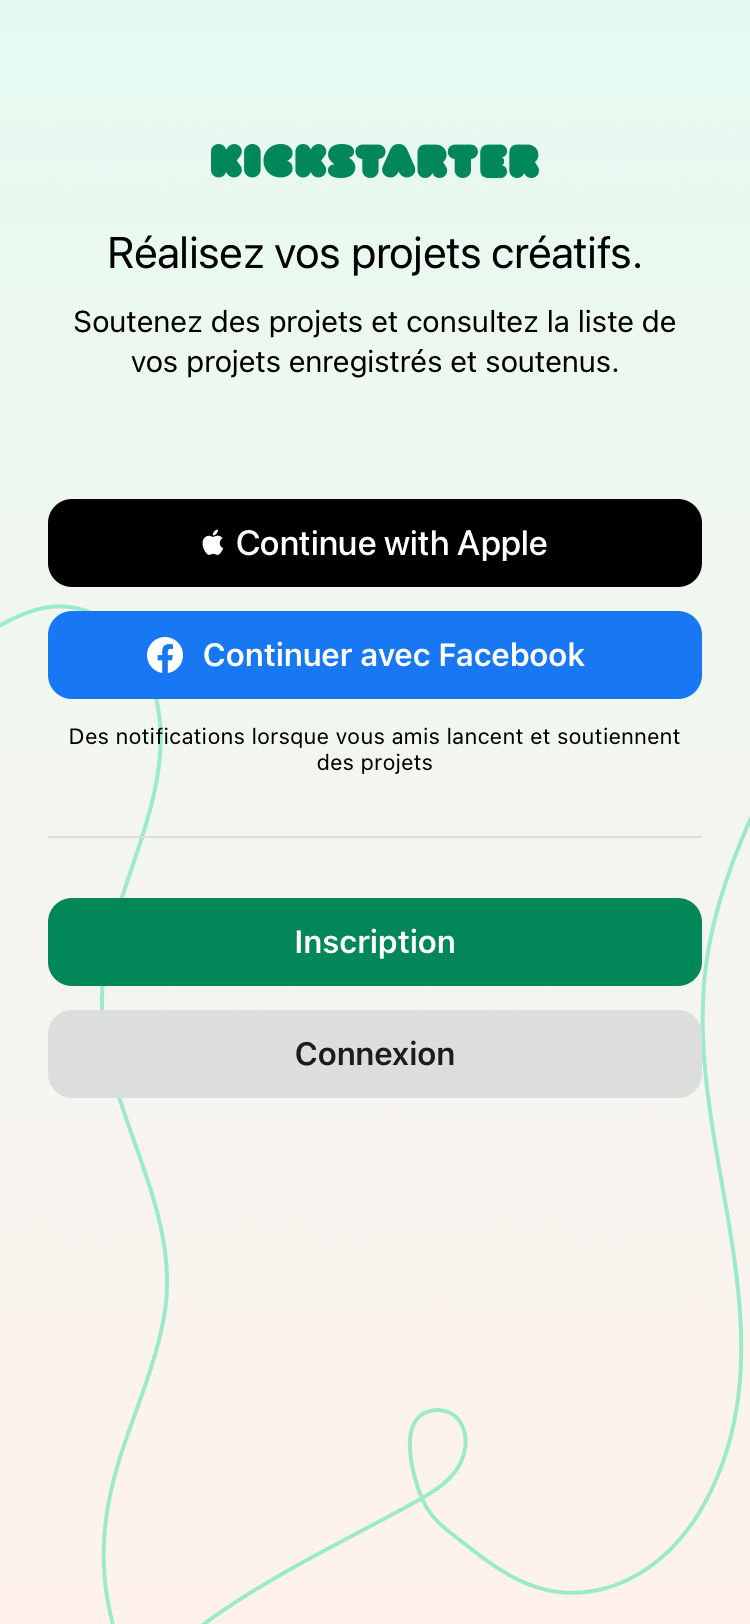 KICKSTARTER
Réalisez vos projets créatifs.
Soutenez des projets et consultez la liste de
vos projets enregistrés et soutenus.
Continue with Apple
Continuer avec Facebook
Des notifications lorsque vous amis lancent et soutiennent
des projets
Inscription
Connexion